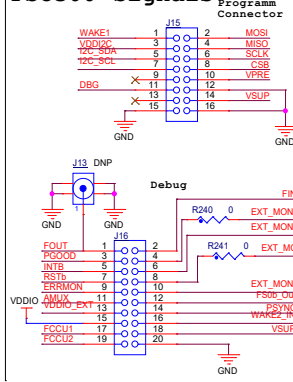 Programm
Connector
J15
WAKE1 1 2 MOSI
VDDI2C 3 4 MISO
I2C_SDA 5 6 SCLK
I2C_SCL 7 8 CSB
9 10 VPRE
DBG 11 12
13 14 VSUP
15 16
GND
GND
J13 DNP
1
Debug
GND
GND
J16
FOUT 1 2
PGOOD 3 4 R240 0 EXT_MON
INTB 5 6 EXT_MON
RSTb 7 8 R241 0
ERRMON 9 10 EXT_MON
AMUX 11 12 FS0b_Ou
VDDIO VDDIO_EXT 13 14 PSYNC
15 16 WAKE2_IN
FCCU1 17 18 VSUP
FCCU2 19 20
GND